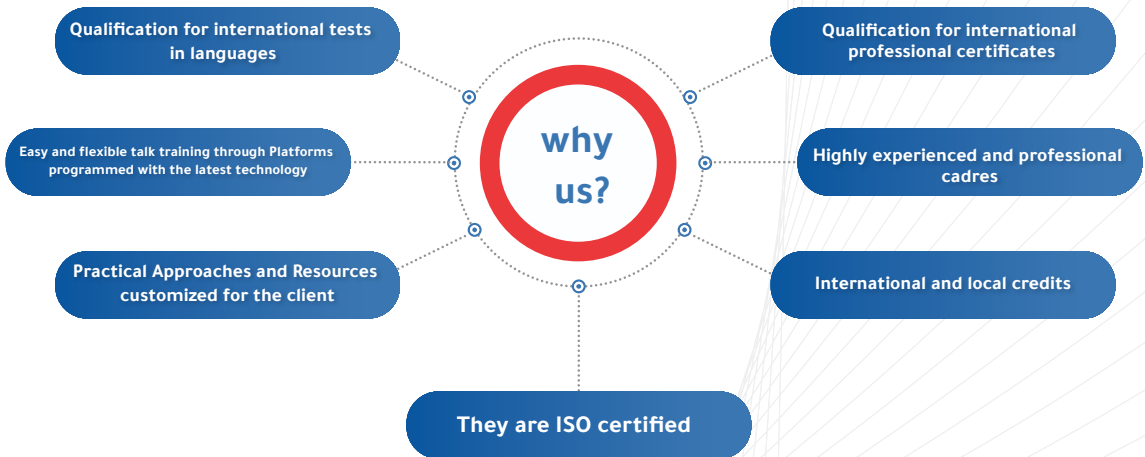 Qualification for international tests
in languages
Qualification for international
professional certificates
why
us?
Easy and flexible talk training through Platforms
programmed with the latest technology
Highly experienced and professional
cadres
Practical Approaches and Resources
customized for the client
International and local credits
They are ISO certified